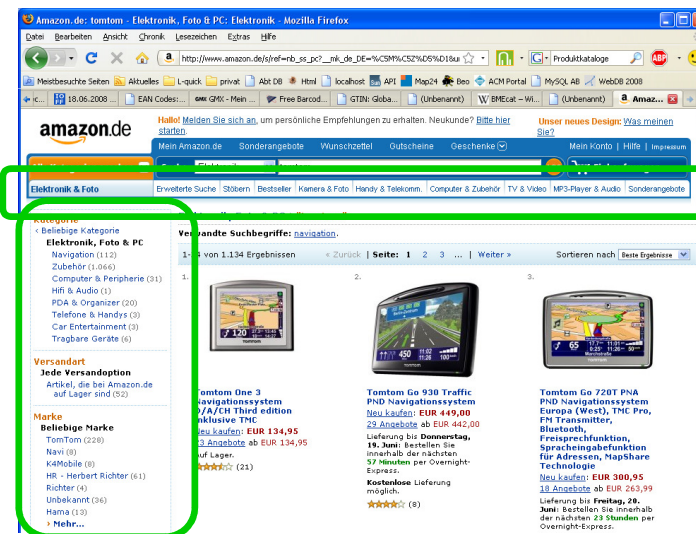 Amazon.de: tomtom - Elektronik, Foto & PC: Elektronik - Mozilla Firefox
Datei Bearbeiten Ansicht Chronik Lesezeichen Extras Hilfe
http://www.amazon.de/s/ref=nb_ss_pc?__mk_de_DE=%C5M%C5Z%D5%D1&ur
Produktkataloge
ABP
Meistbesuchte Seiten Aktuelles L-quick privat Abt DB Html localhost API Map24 Beo ACM Portal MySQL AB WebDB 2008
18.06.2008 ... EAN Codes:... GMX - Mein ... Free Barcod... GTIN: Globa... (Unbenannt) BMEcat – Wi... (Unbenannt) Amaz...
amazon.de
Hallo! Melden Sie sich an, um persönliche Empfehlungen zu erhalten. Neukunde? Bitte hier starten.
Unser neues Design: Was meinen Sie?
Mein Amazon.de Sonderangebote Wunschzettel Gutscheine Geschenke
Mein Konto | Hilfe | Impressum
Elektronik & Foto
Erweiterte Suche Stöbern Bestseller Kamera & Foto Handy & Telekomm. Computer & Zubehör TV & Video MP3-Player & Audio Sonderangebote
Kategorie
‹ Beliebige Kategorie
Elektronik, Foto & PC
Navigation (112)
Zubehör (1.066)
Computer & Peripherie (31)
Hifi & Audio (1)
PDA & Organizer (20)
Telefone & Handys (3)
Car Entertainment (3)
Tragbare Geräte (6)
Versandart
Jede Versandoption
Artikel, die bei Amazon.de
auf Lager sind (52)
Marke
Beliebige Marke
TomTom (228)
Navi (8)
K4Mobile (8)
HR - Herbert Richter (61)
Richter (4)
Unbekannt (36)
Hama (13)
Mehr...
Verwandte Suchbegriffe: navigation.
von 1.134 Ergebnissen
« Zurück | Seite: 1 2 3 ... | Weiter »
Sortieren nach Beste Ergebnisse
1.
Tomtom One 3
Navigationssystem
D/A/CH Third edition
inklusive TMC
Neu kaufen: EUR 134,95
23 Angebote ab EUR 134,95
Auf Lager.
(21)
2.
Tomtom Go 930 Traffic
PND Navigationssystem
Neu kaufen: EUR 449,00
29 Angebote ab EUR 442,00
Lieferung bis Donnerstag,
19. Juni: Bestellen Sie
innerhalb der nächsten
57 Minuten per Overnight-
Express.
Kostenlose Lieferung
möglich.
(8)
3.
Tomtom Go 720T PNA
PND Navigationssystem
Europa (West), TMC Pro,
FM Transmitter,
Bluetooth,
Freisprechfunktion,
Spracheingabefunktion
für Adressen, MapShare
Technologie
Neu kaufen: EUR 300,95
18 Angebote ab EUR 263,99
Lieferung bis Freitag, 20.
Juni: Bestellen Sie innerhalb
der nächsten 23 Stunden per
Overnight-Express.